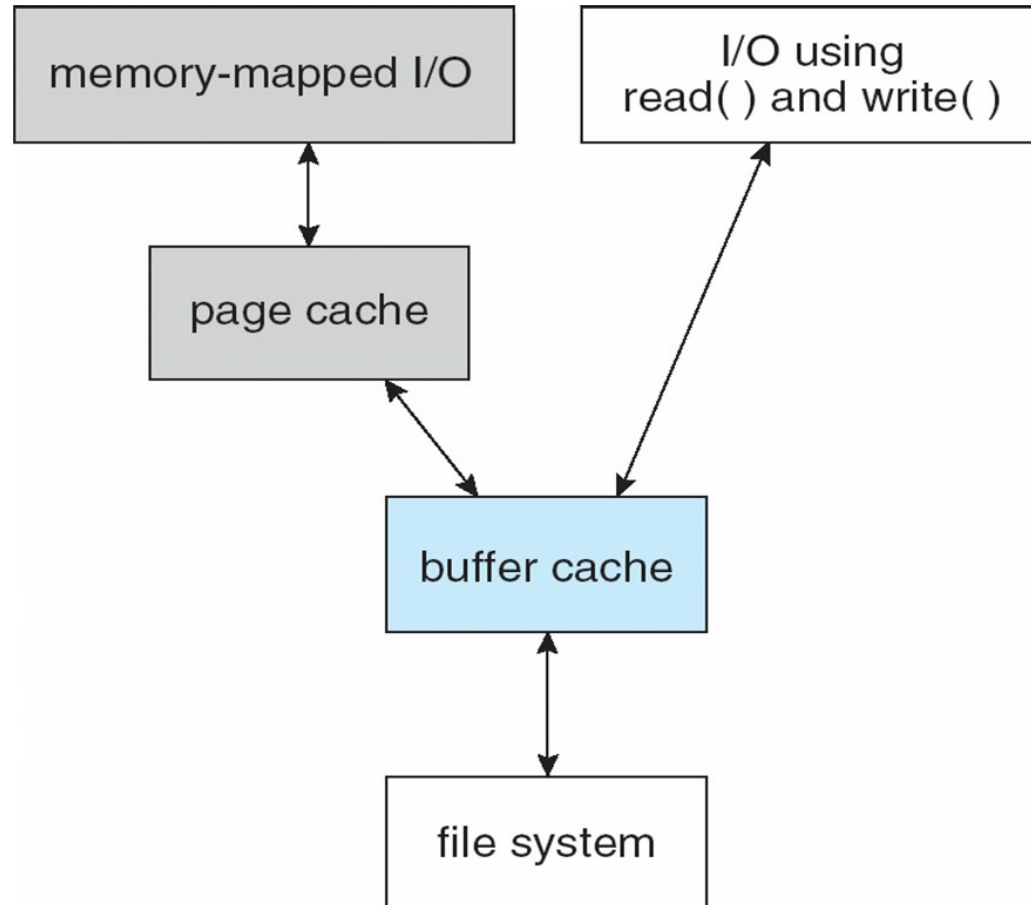 memory-mapped I/O
I/O using
read( ) and write( )
page cache
buffer cache
file system